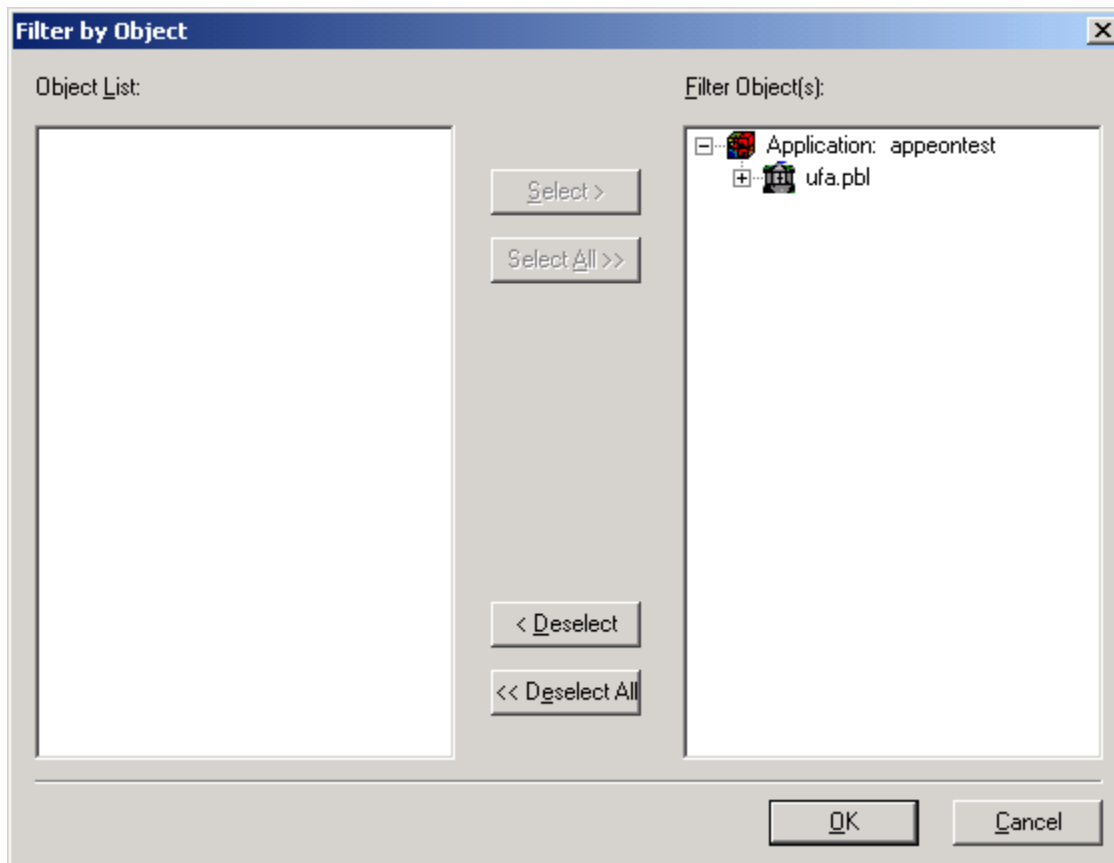 Filter by Object
Object List:
Filter Object(s):
Application: appeontest
ufa.pbl
Select >
Select All >>
< Deselect
<< Deselect All
OK
Cancel